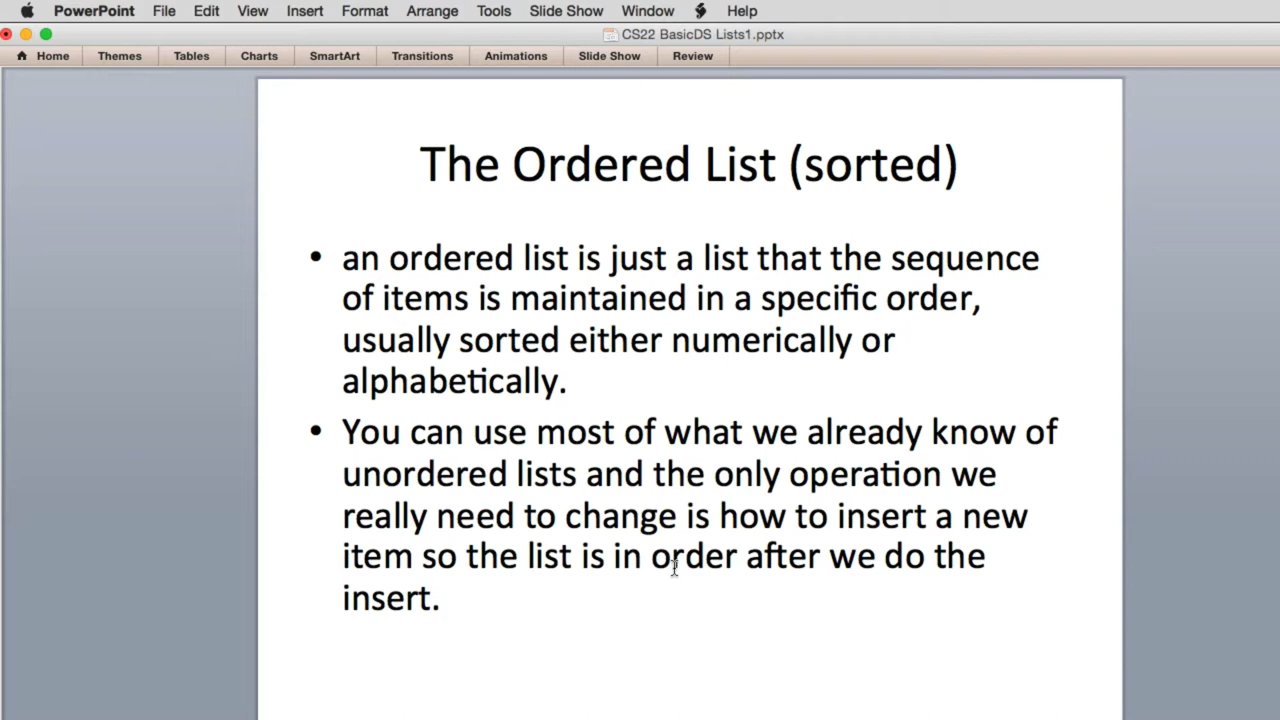 PowerPoint File Edit View Insert Format Arrange Tools Slide Show Window Help
CS22 BasicDS Lists1.pptx
Home Themes Tables Charts SmartArt Transitions Animations Slide Show Review
The Ordered List (sorted)
• an ordered list is just a list that the sequence
of items is maintained in a specific order,
usually sorted either numerically or
alphabetically.
• You can use most of what we already know of
unordered lists and the only operation we
really need to change is how to insert a new
item so the list is in order after we do the
insert.